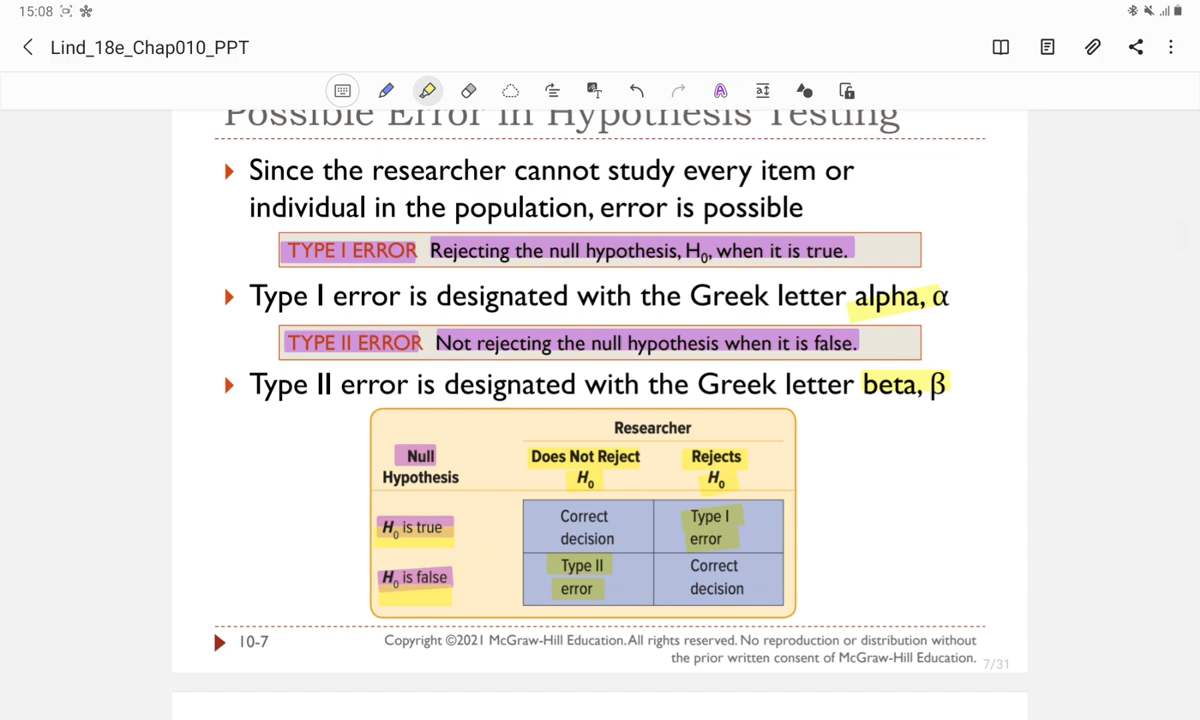 15:08
Lind_18e_Chap010_PPT
Possible Error in Hypothesis Testing
Since the researcher cannot study every item or
individual in the population, error is possible
TYPE I ERROR Rejecting the null hypothesis, H₀, when it is true.
Type I error is designated with the Greek letter alpha, α
TYPE II ERROR Not rejecting the null hypothesis when it is false.
Type II error is designated with the Greek letter beta, β
Researcher
Null Does Not Reject Rejects
Hypothesis H₀ H₀
H₀ is true Correct Type I
decision error
H₀ is false Type II Correct
error decision
10-7 Copyright ©2021 McGraw-Hill Education. All rights reserved. No reproduction or distribution without
the prior written consent of McGraw-Hill Education. 7/31